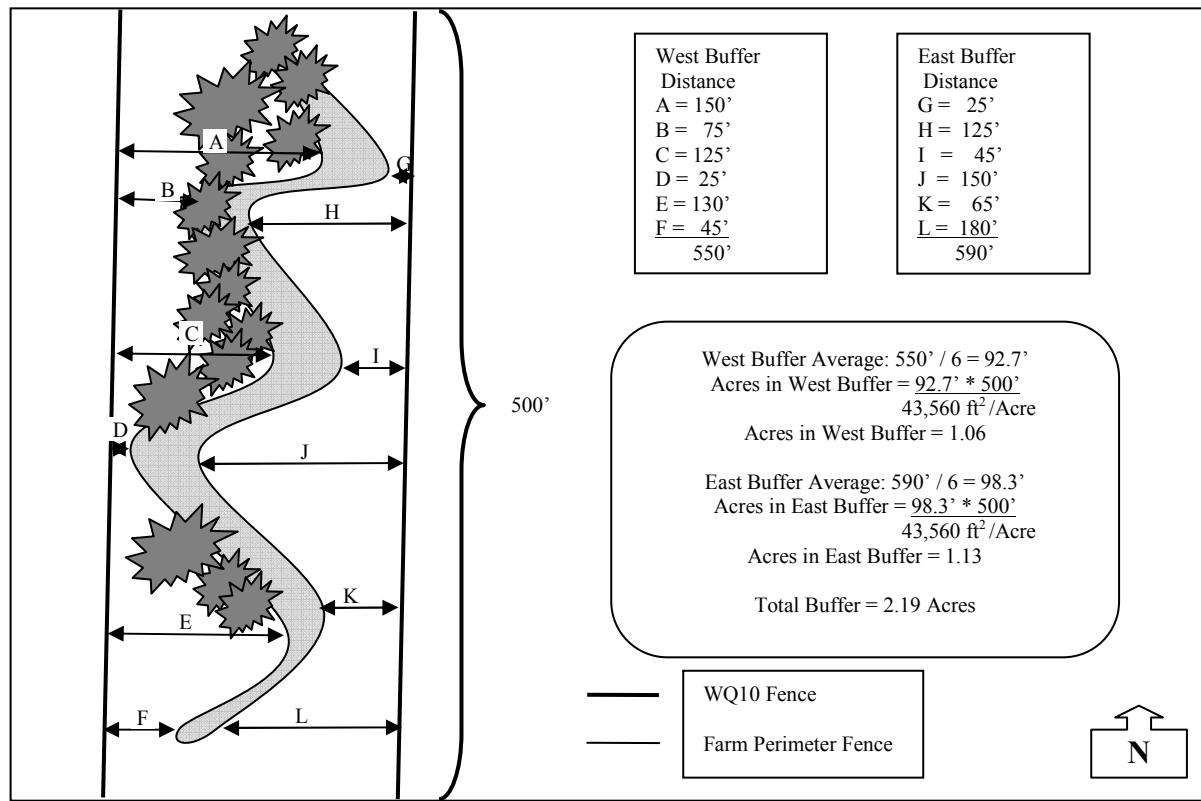 A
B
C
D
E
F
G
H
I
J
K
L
500’
West Buffer
Distance
A = 150’
B = 75’
C = 125’
D = 25’
E = 130’
F = 45’
550’
East Buffer
Distance
G = 25’
H = 125’
I = 45’
J = 150’
K = 65’
L = 180’
590’
West Buffer Average: 550’ / 6 = 92.7’
Acres in West Buffer = 92.7’ * 500’
43,560 ft² /Acre
Acres in West Buffer = 1.06
East Buffer Average: 590’ / 6 = 98.3’
Acres in East Buffer = 98.3’ * 500’
43,560 ft² /Acre
Acres in East Buffer = 1.13
Total Buffer = 2.19 Acres
WQ10 Fence
Farm Perimeter Fence
N